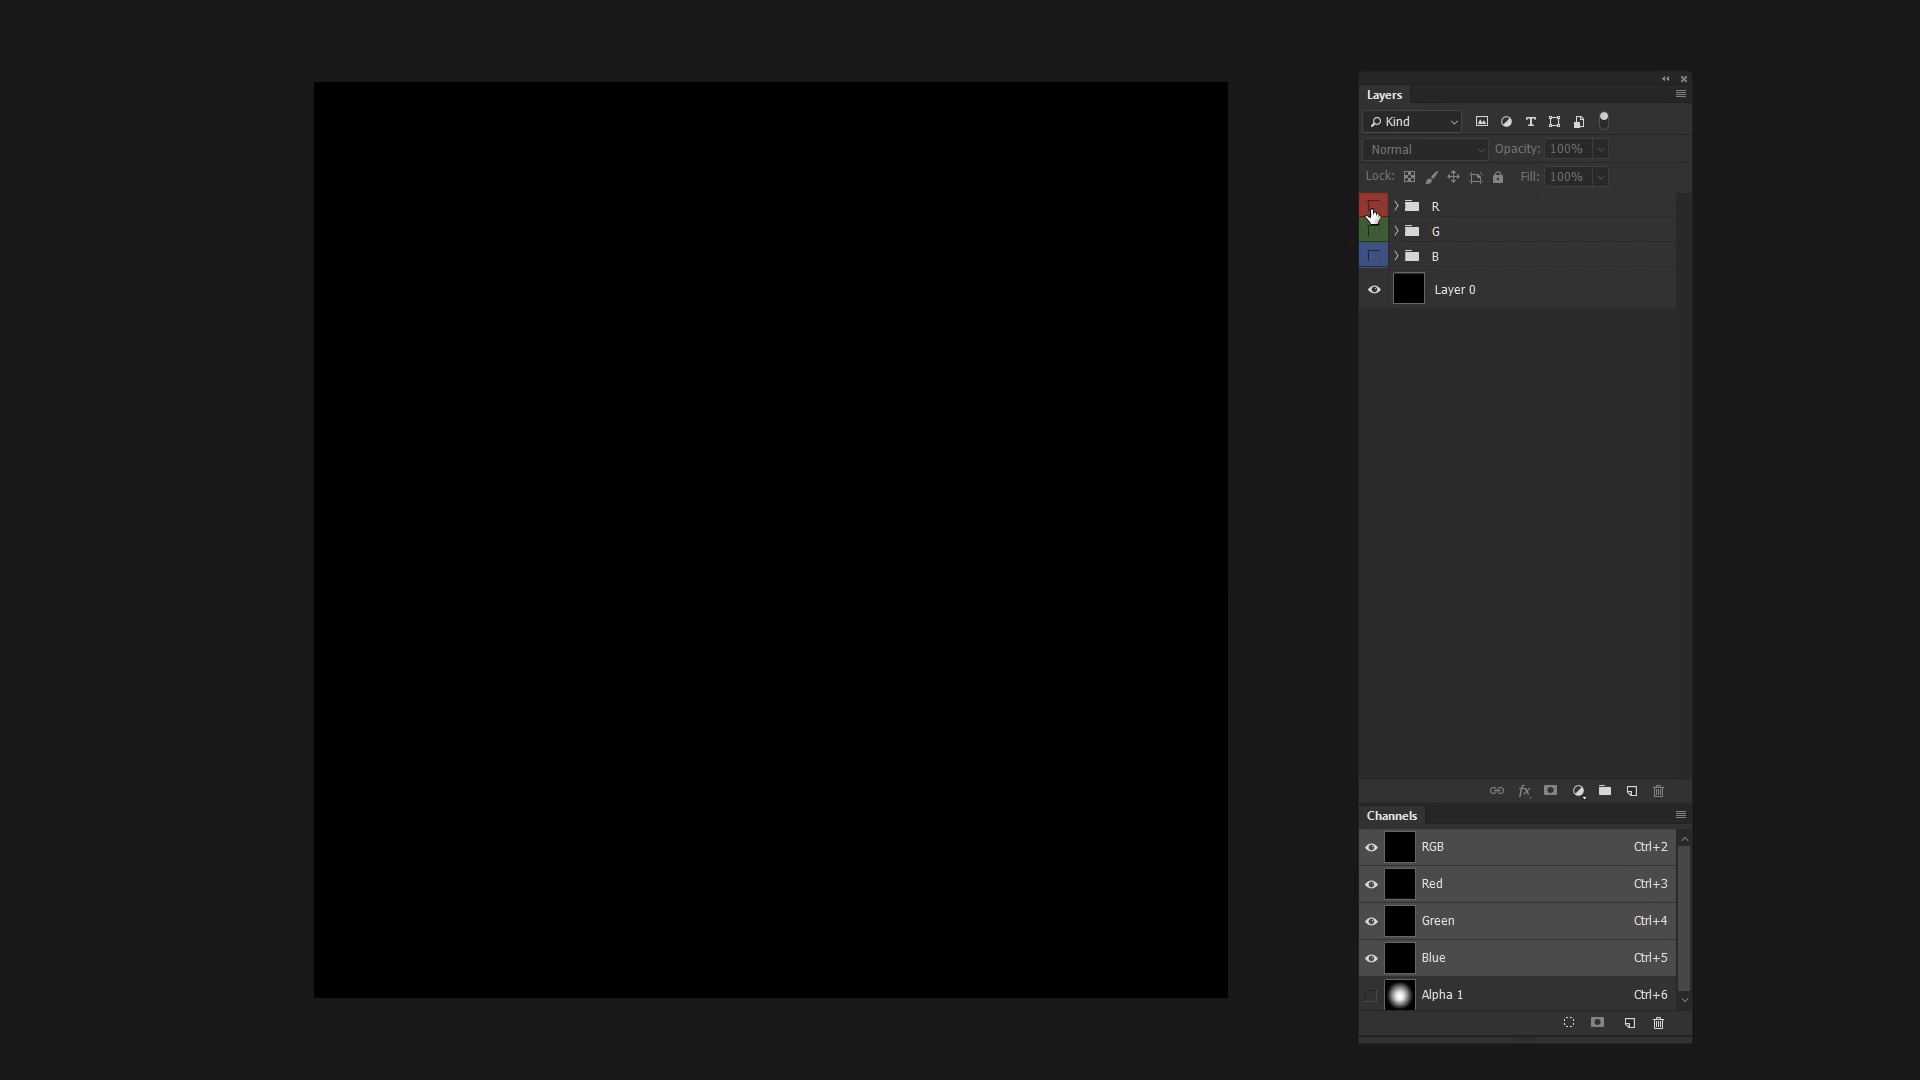 Layers
Kind
Normal Opacity: 100%
Lock: Fill: 100%
R
G
B
Layer 0
fx
Channels
RGB Ctrl+2
Red Ctrl+3
Green Ctrl+4
Blue Ctrl+5
Alpha 1 Ctrl+6